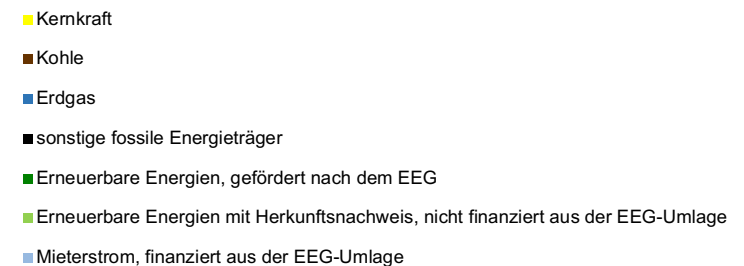 Kernkraft
Kohle
Erdgas
sonstige fossile Energieträger
Erneuerbare Energien, gefördert nach dem EEG
Erneuerbare Energien mit Herkunftsnachweis, nicht finanziert aus der EEG-Umlage
Mieterstrom, finanziert aus der EEG-Umlage